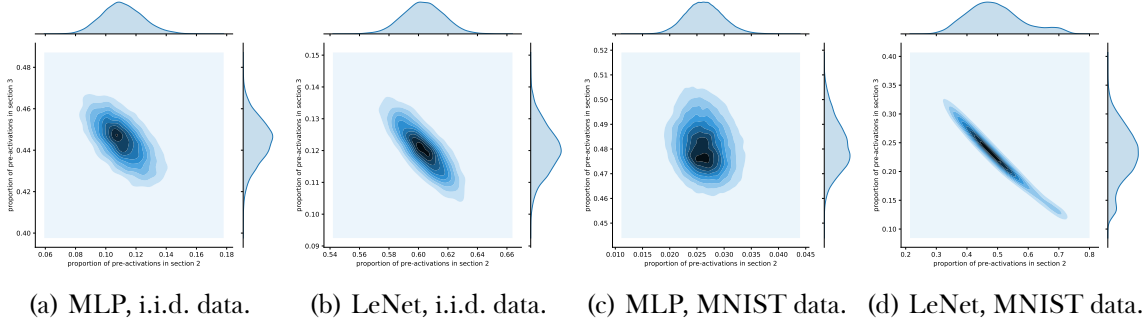 0.48
0.46
0.44
0.42
0.40
proportion of pre-activations in section 3
0.06 0.08 0.10 0.12 0.14 0.16 0.18
proportion of pre-activations in section 2
0.15
0.14
0.13
0.12
0.11
0.10
0.09
proportion of pre-activations in section 3
0.54 0.56 0.58 0.60 0.62 0.64 0.66
proportion of pre-activations in section 2
0.52
0.51
0.50
0.49
0.48
0.47
0.46
0.45
proportion of pre-activations in section 3
0.010 0.015 0.020 0.025 0.030 0.035 0.040 0.045
proportion of pre-activations in section 2
0.40
0.35
0.30
0.25
0.20
0.15
0.10
proportion of pre-activations in section 3
0.2 0.3 0.4 0.5 0.6 0.7 0.8
proportion of pre-activations in section 2
(a) MLP, i.i.d. data.
(b) LeNet, i.i.d. data.
(c) MLP, MNIST data.
(d) LeNet, MNIST data.